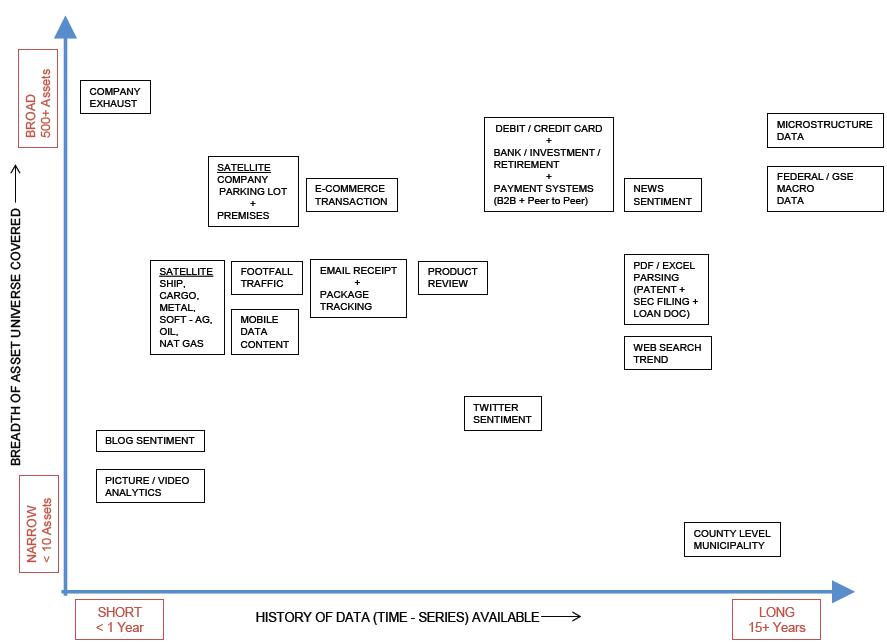 BROAD
500+ Assets
BREADTH OF ASSET UNIVERSE COVERED
NARROW
< 10 Assets
COMPANY
EXHAUST
SATELLITE
COMPANY
PARKING LOT
+
PREMISES
E-COMMERCE
TRANSACTION
DEBIT / CREDIT CARD
+
BANK / INVESTMENT /
RETIREMENT
+
PAYMENT SYSTEMS
(B2B + Peer to Peer)
NEWS
SENTIMENT
MICROSTRUCTURE
DATA
FEDERAL / GSE
MACRO
DATA
SATELLITE
SHIP,
CARGO,
METAL,
SOFT - AG,
OIL,
NAT GAS
FOOTFALL
TRAFFIC
MOBILE
DATA
CONTENT
EMAIL RECEIPT
+
PACKAGE
TRACKING
PRODUCT
REVIEW
PDF / EXCEL
PARSING
(PATENT +
SEC FILING +
LOAN DOC)
WEB SEARCH
TREND
TWITTER
SENTIMENT
BLOG SENTIMENT
PICTURE / VIDEO
ANALYTICS
COUNTY LEVEL
MUNICIPALITY
SHORT
< 1 Year
HISTORY OF DATA (TIME - SERIES) AVAILABLE
LONG
15+ Years